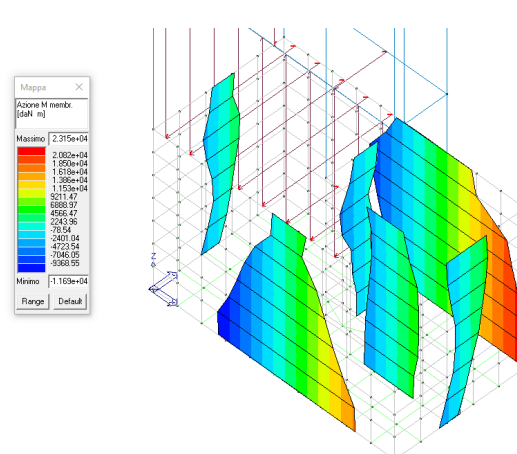 Mappa
Azione M membr.
[daN m]
Massimo 2.315e+04
2.082e+04
1.850e+04
1.618e+04
1.386e+04
1.153e+04
9211.47
6888.97
4566.47
2243.96
-78.54
-2401.04
-4723.54
-7046.05
-9368.55
Minimo -1.169e+04
Range Default
Z